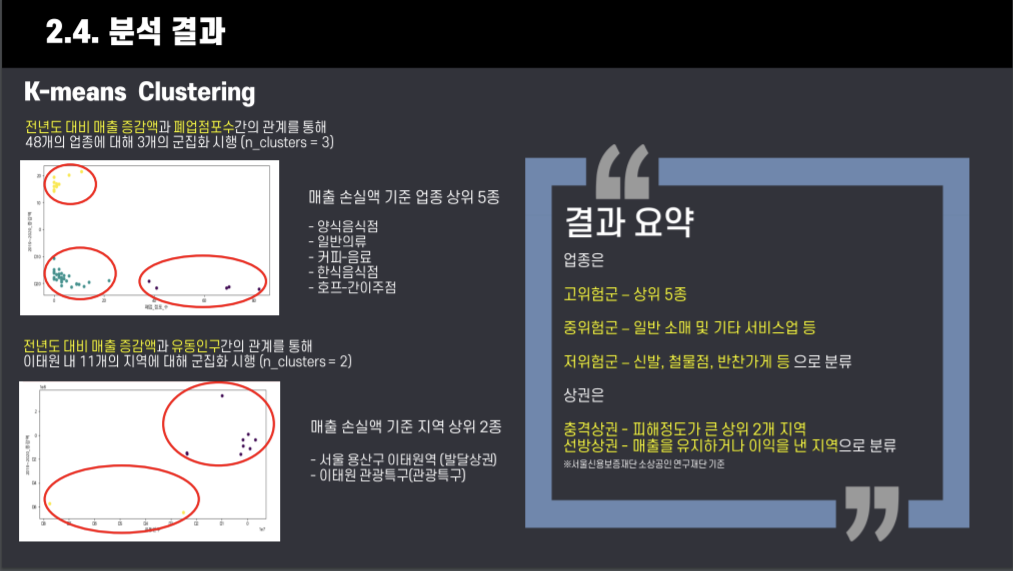 2.4. 분석 결과
K-means Clustering
전년도 대비 매출 증감액과 폐업점포수간의 관계를 통해
48개의 업종에 대해 3개의 군집화 시행 (n_clusters = 3)
매출 손실액 기준 업종 상위 5종
- 양식음식점
- 일반의류
- 커피-음료
- 한식음식점
- 호프-간이주점
전년도 대비 매출 증감액과 유동인구간의 관계를 통해
이태원 내 11개의 지역에 대해 군집화 시행 (n_clusters = 2)
매출 손실액 기준 지역 상위 2종
- 서울 용산구 이태원역 (발달상권)
- 이태원 관광특구(관광특구)
결과 요약
업종은
고위험군 – 상위 5종
중위험군 – 일반 소매 및 기타 서비스업 등
저위험군 – 신발, 철물점, 반찬가게 등 으로 분류
상권은
충격상권 - 피해정도가 큰 상위 2개 지역
선방상권 - 매출을 유지하거나 이익을 낸 지역으로 분류
※서울신용보증재단 소상공인 연구재단 기준